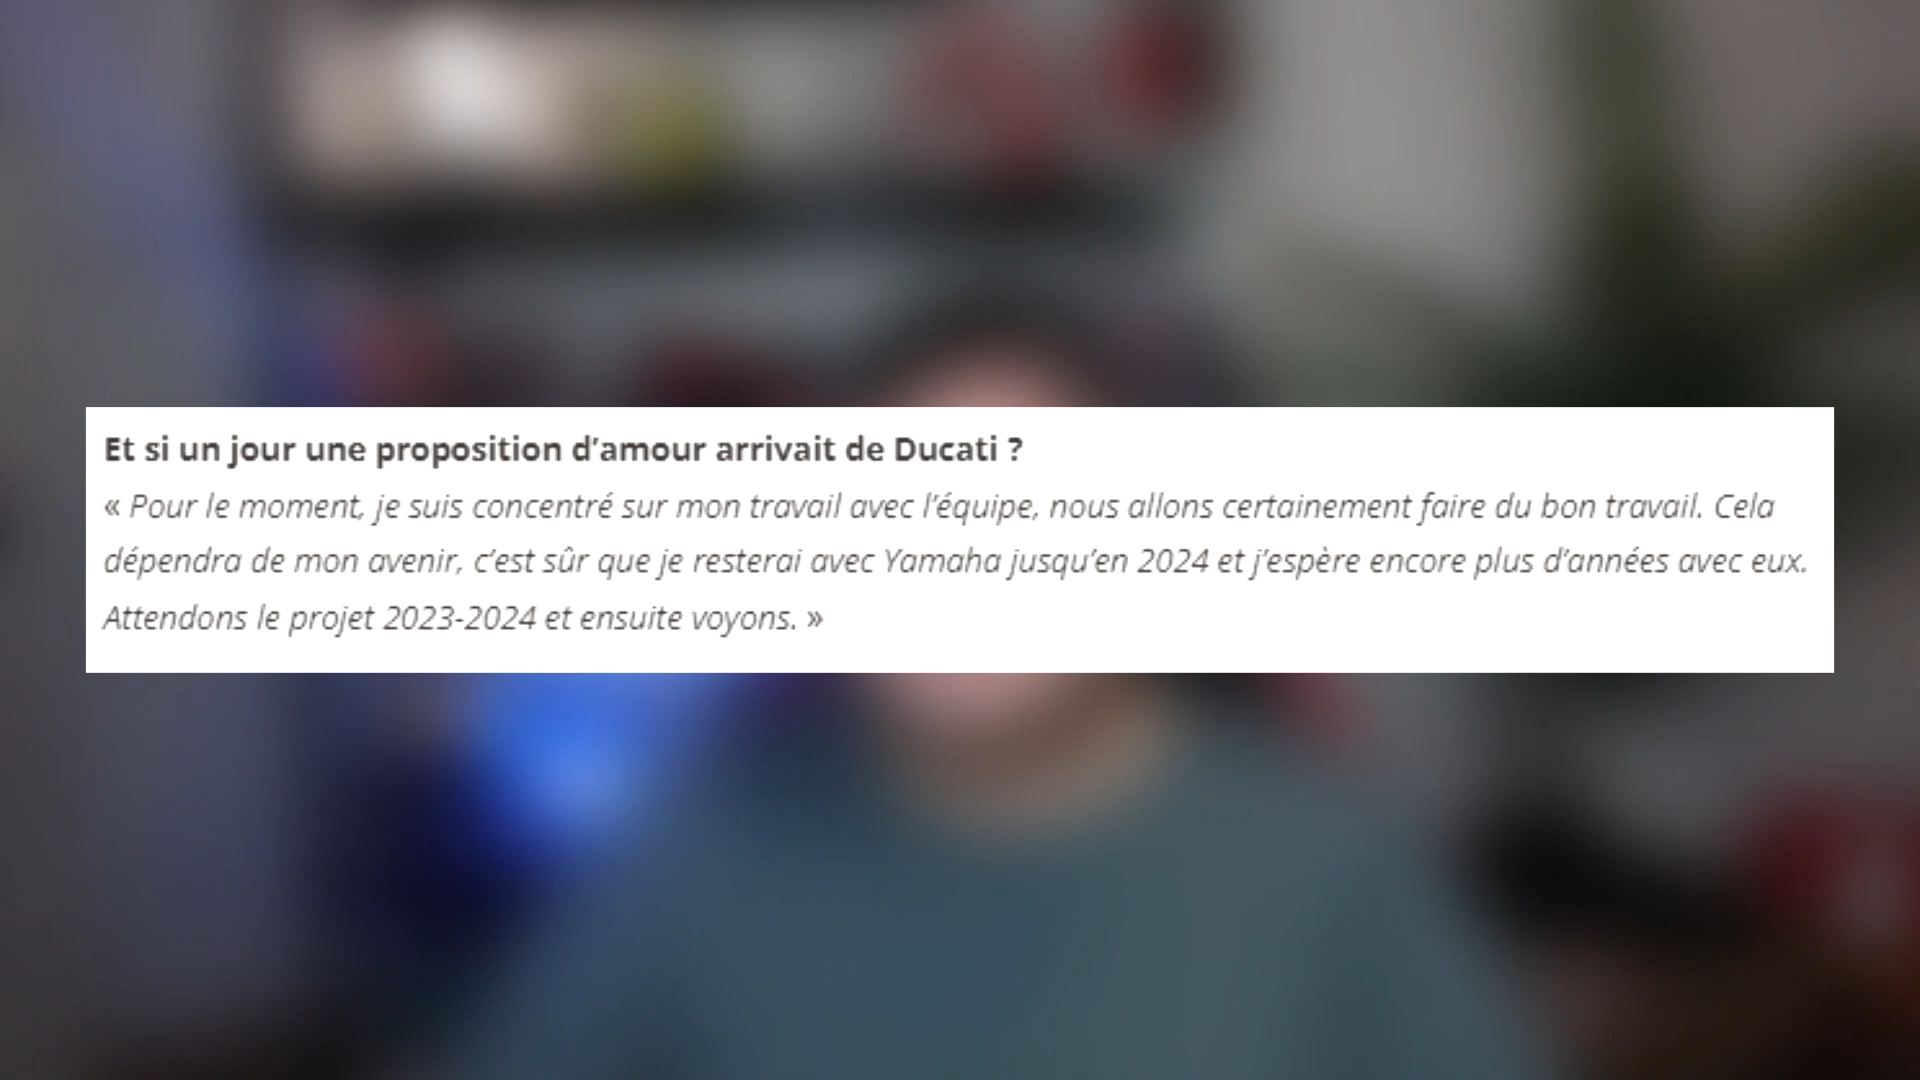 Et si un jour une proposition d’amour arrivait de Ducati ?
« Pour le moment, je suis concentré sur mon travail avec l’équipe, nous allons certainement faire du bon travail. Cela
dépendra de mon avenir, c’est sûr que je resterai avec Yamaha jusqu’en 2024 et j’espère encore plus d’années avec eux.
Attendons le projet 2023-2024 et ensuite voyons. »